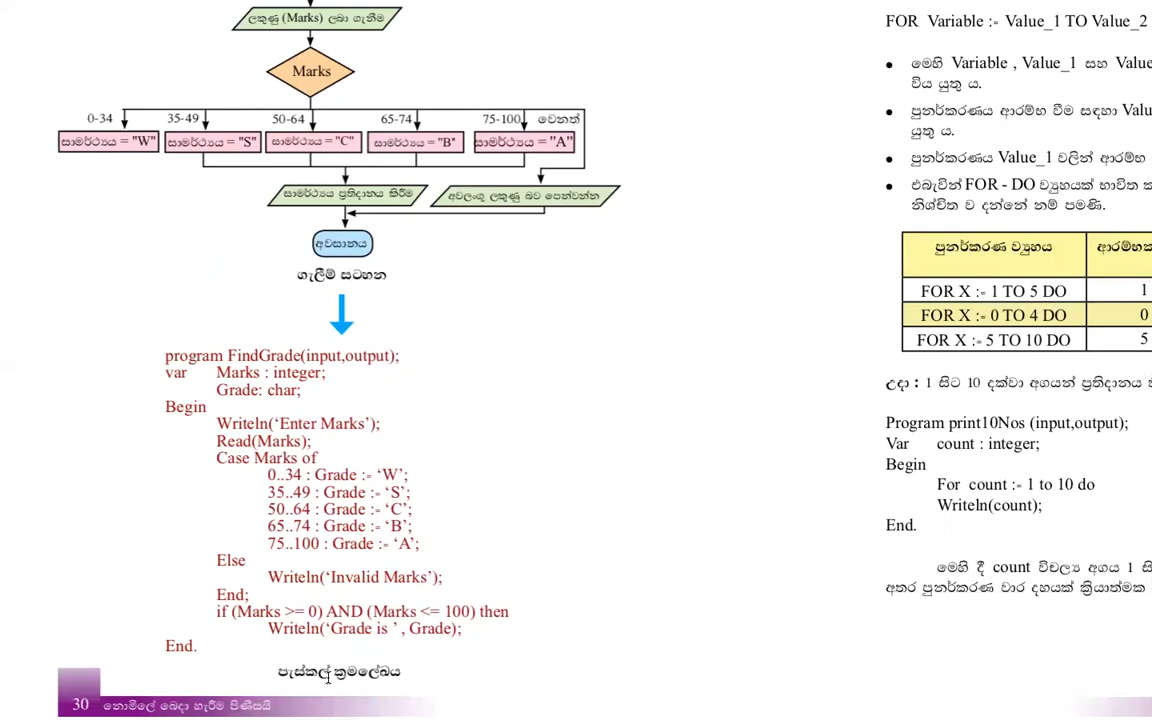 ලකුණු (Marks) ලබා ගැනීම
Marks
0-34 35-49 50-64 65-74 75-100 වෙනත්
සාමර්ථ්‍යය = "W" සාමර්ථ්‍යය = "S" සාමර්ථ්‍යය = "C" සාමර්ථ්‍යය = "B" සාමර්ථ්‍යය = "A"
සාමර්ථ්‍යය ප්‍රතිදානය කිරීම අවලංගු ලකුණු බව පෙන්වන්න
අවසානය
ගැලීම් සටහන
program FindGrade(input,output);
var Marks : integer;
Grade: char;
Begin
Writeln(‘Enter Marks’);
Read(Marks);
Case Marks of
0..34 : Grade := ‘W’;
35..49 : Grade := ‘S’;
50..64 : Grade := ‘C’;
65..74 : Grade := ‘B’;
75..100 : Grade := ‘A’;
Else
Writeln(‘Invalid Marks’);
End;
if (Marks >= 0) AND (Marks <= 100) then
Writeln(‘Grade is ’ , Grade);
End.
පැස්කල් ක්‍රමලේඛය
30 නොමිලේ බෙදා හැරීම පිණිසයි
FOR Variable := Value_1 TO Value_2
• මෙහි Variable , Value_1 සහ Value
විය යුතු ය.
• පුනර්කරණය ආරම්භ වීම සඳහා Valu
යුතු ය.
• පුනර්කරණය Value_1 වලින් ආරම්භ
• එබැවින් FOR - DO ව්‍යුහයක් භාවිත ක
නිශ්චිත ව දන්නේ නම් පමණි.
පුනර්කරණ ව්‍යුහය ආරම්භක
FOR X := 1 TO 5 DO 1
FOR X := 0 TO 4 DO 0
FOR X := 5 TO 10 DO 5
උදා : 1 සිට 10 දක්වා අගයන් ප්‍රතිදානය
Program print10Nos (input,output);
Var count : integer;
Begin
For count := 1 to 10 do
Writeln(count);
End.
මෙහි දී count විචල්‍ය අගය 1 සි
අතර පුනර්කරණ වාර දහයක් ක්‍රියාත්මක